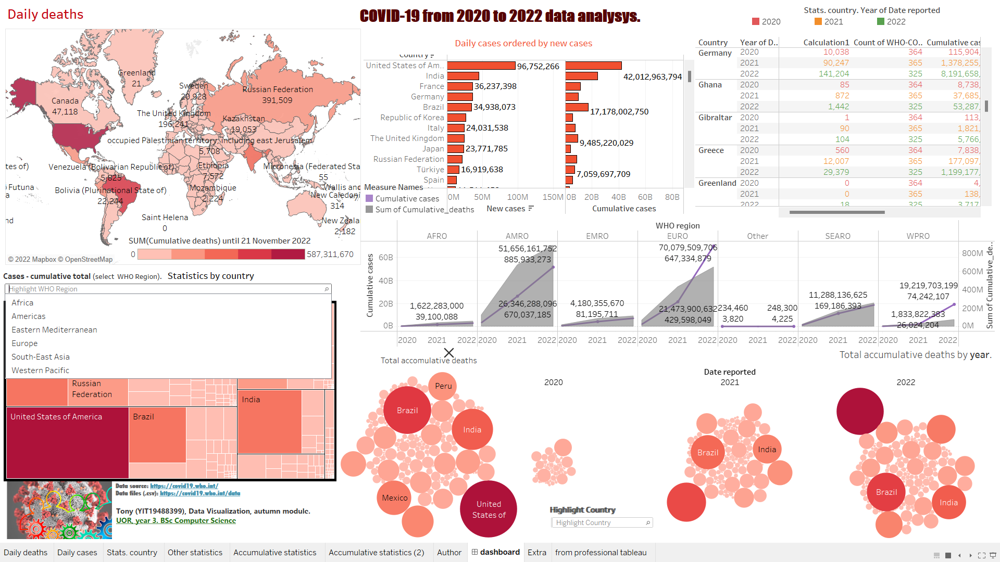 Daily deaths
COVID-19 from 2020 to 2022 data analysys.
Stats. country. Year of Date reported
2020
2021
2022
Greenland
21
Canada
47,118
Sweden
20,928
Russian Federation
391,509
The United Kingdom
196,241
Kazakhstan
19,053
occupied Palestinian territory, including east Jerusalem
5,708
tes of)
Venezuela (Bolivarian Republic of)
5,825
Ethiopia
7,572
Micronesia (Federated Sta
55
Futuna
a
Bolivia (Plurinational State of)
22,244
Mozambique
2,224
Wallis and
7
New Caledoni
314
nd
Saint Helena
0
New Zeala
2,182
SUM(Cumulative deaths) until 21 November 2022
0
587,311,670
© 2022 Mapbox © OpenStreetMap
Daily cases ordered by new cases
Country
United States of Am.. 96,752,266
India 42,012,963,794
France 36,237,398
Germany
Brazil 34,938,073 17,178,002,750
Republic of Korea
Italy 24,031,538
The United Kingdom 9,485,220,029
Japan 23,771,785
Russian Federation
Türkiye 16,919,638 7,059,697,709
Spain
0M 50M 100M 150M 0B 20B 40B 60B 80B
New cases
Cumulative cases
Measure Names
Cumulative cases
Sum of Cumulative_deaths
Country Year of D.. Calculation1 Count of WHO-CO.. Cumulative cas
Germany 2020 10,038 364 115,904,
2021 90,247 365 1,378,255,
2022 141,204 325 8,191,658,
Ghana 2020 85 364 8,738,
2021 872 365 37,685,
2022 1,442 325 53,287,
Gibraltar 2020 1 364 113,
2021 90 365 1,821,
2022 104 325 5,766,
Greece 2020 560 364 7,838,
2021 12,007 365 177,097,
2022 29,379 325 1,199,177,
Greenland 2020 0 364 4,
2021 0 365 138,
2022 18 325 3,717,
WHO region
AFRO AMRO EMRO EURO Other SEARO WPRO
Cumulative cases
60B
40B
20B
0B
1,622,283,000
39,100,088
51,656,161,752
885,933,273
26,346,288,096
670,037,185
4,180,355,670
81,195,711
70,079,509,706
647,334,879
21,473,900,632
429,598,049
234,460
3,820
248,300
4,225
11,288,136,625
169,186,393
19,219,703,199
74,242,107
1,833,822,383
26,024,204
800M
600M
400M
200M
0M
Sum of Cumulative_de..
2020 2021 2022 2020 2021 2022 2020 2021 2022 2020 2021 2022 2020 2021 2022 2020 2021 2022 2020 2021 2022
Cases - cumulative total (select WHO Region). Statistics by country
Highlight WHO Region
Africa
Americas
Eastern Mediterranean
Europe
South-East Asia
Western Pacific
Russian
Federation
United States of America
Brazil
India
Data source: https://covid19.who.int/
Data files (.csv): https://covid19.who.int/data
Tony (YIT19488399), Data Visualization, autumn module.
UOR, year 3. BSc Computer Science
Total accomulative deaths
Peru
Brazil
India
Mexico
United
States of
Total accumulative deaths by year.
Date reported
2020
2021
2022
Brazil
India
Brazil
India
Highlight Country
Highlight Country
Daily deaths
Daily cases
Stats. country
Other statistics
Accumulative statistics
Accumulative statistics (2)
Author
dashboard
Extra
from professional tableau